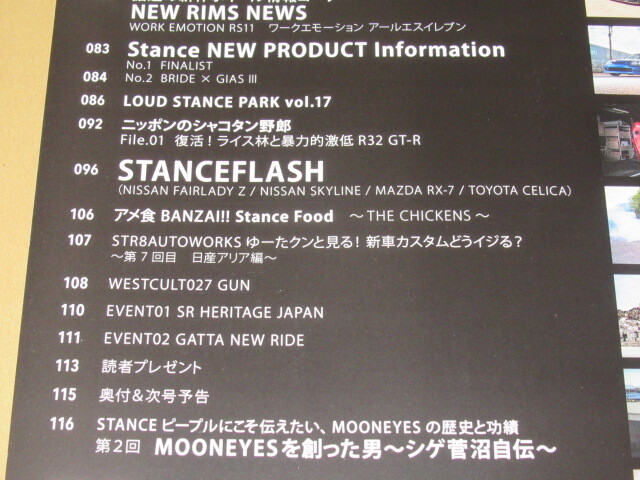 NEW RIMS NEWS
WORK EMOTION RS11 ワークエモーション アールエスイレブン
083 Stance NEW PRODUCT Information
No.1 FINALIST
084 No.2 BRIDE × GIAS III
086 LOUD STANCE PARK vol.17
092 ニッポンのシャコタン野郎
File.01 復活！ライス林と暴力的激低 R32 GT-R
096 STANCEFLASH
（NISSAN FAIRLADY Z / NISSAN SKYLINE / MAZDA RX-7 / TOYOTA CELICA）
106 アメ食 BANZAI!!! Stance Food ～ THE CHICKENS ～
107 STR8AUTOWORKS ゆーたクンと見る！新車カスタムどうイジる？
～第７回目 日産アリア編～
108 WESTCULT027 GUN
110 EVENT01 SR HERITAGE JAPAN
111 EVENT02 GATTA NEW RIDE
113 読者プレゼント
115 奥付＆次号予告
116 STANCEピープルにこそ伝えたい、MOONEYES の歴史と功績
第２回 MOONEYESを創った男～シゲ菅沼自伝～